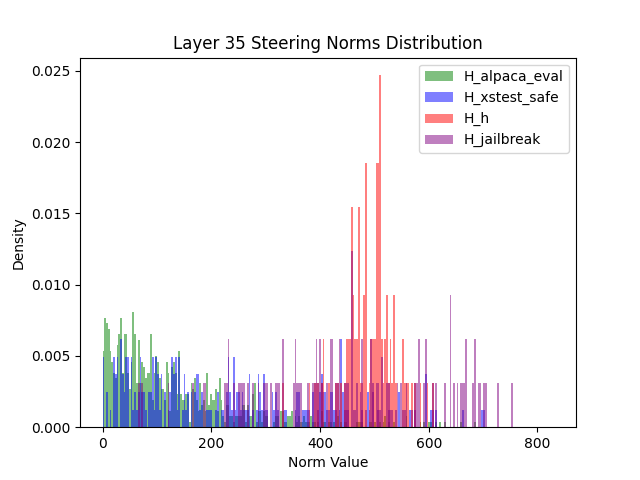 Layer 35 Steering Norms Distribution
H_alpaca_eval
H_xstest_safe
H_h
H_jailbreak
0.025
0.020
0.015
0.010
0.005
0.000
Density
0 200 400 600 800
Norm Value